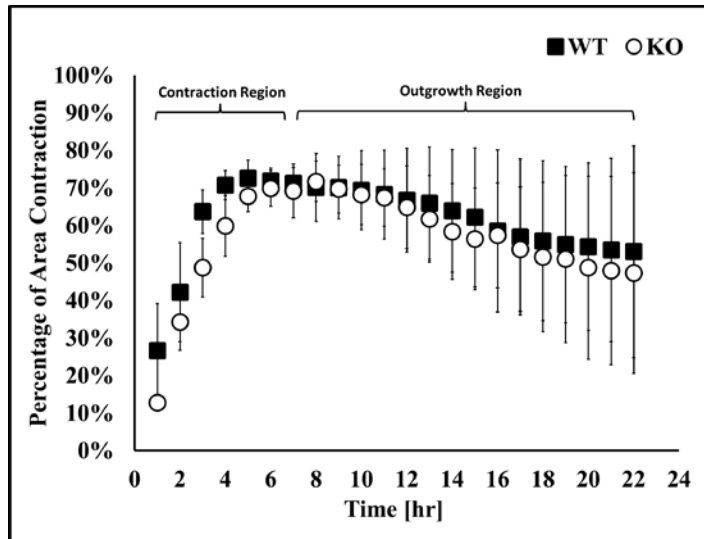 WT KO
100%
Contraction Region Outgrowth Region
90%
80%
70%
60%
50%
40%
30%
20%
10%
0%
Percentage of Area Contraction
0 2 4 6 8 10 12 14 16 18 20 22 24
Time [hr]